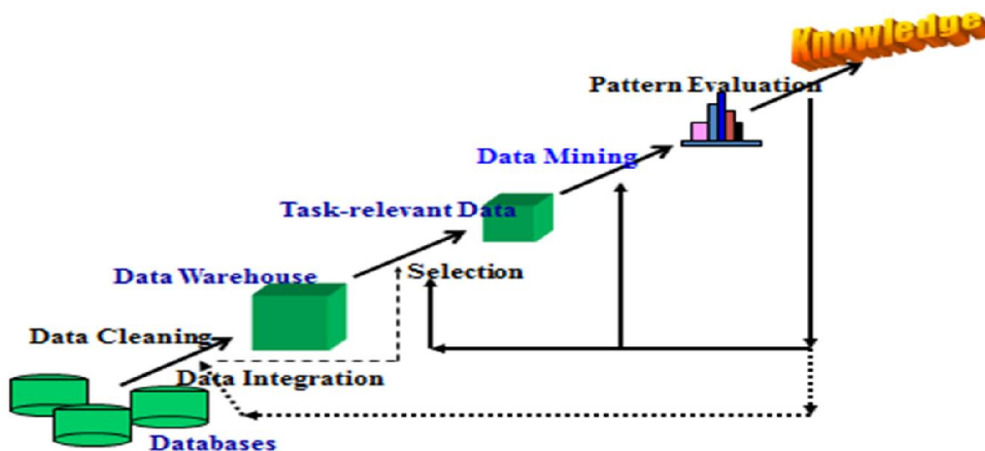 Knowledge
Pattern Evaluation
Data Mining
Task-relevant Data
Selection
Data Warehouse
Data Cleaning
Data Integration
Databases